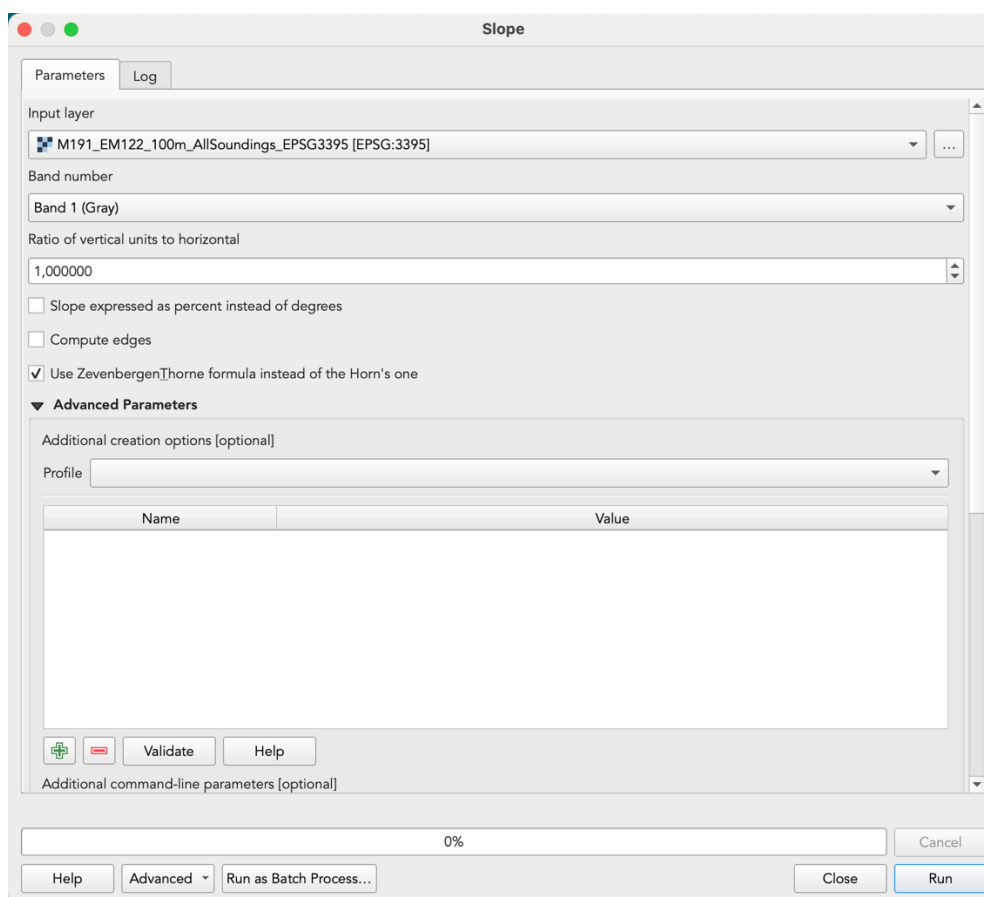 Slope
Parameters
Log
Input layer
M191_EM122_100m_AllSoundings_EPSG3395 [EPSG:3395]
...
Band number
Band 1 (Gray)
Ratio of vertical units to horizontal
1,000000
Slope expressed as percent instead of degrees
Compute edges
Use ZevenbergenThorne formula instead of the Horn's one
Advanced Parameters
Additional creation options [optional]
Profile
Name Value
Validate Help
Additional command-line parameters [optional]
0%
Cancel
Help Advanced Run as Batch Process... Close Run